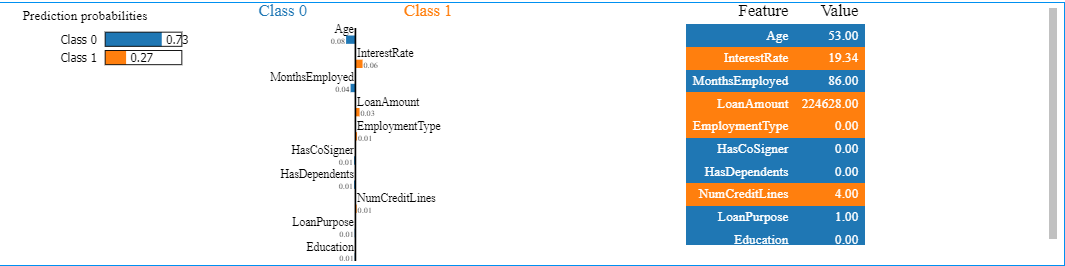 Prediction probabilities
Class 0 0.73
Class 1 0.27
Class 0 Class 1
Age
0.08
InterestRate
0.06
MonthsEmployed
0.04
LoanAmount
0.03
EmploymentType
0.01
HasCoSigner
0.01
HasDependents
0.01
NumCreditLines
0.01
LoanPurpose
0.01
Education
0.01
Feature Value
Age 53.00
InterestRate 19.34
MonthsEmployed 86.00
LoanAmount 224628.00
EmploymentType 0.00
HasCoSigner 0.00
HasDependents 0.00
NumCreditLines 4.00
LoanPurpose 1.00
Education 0.00